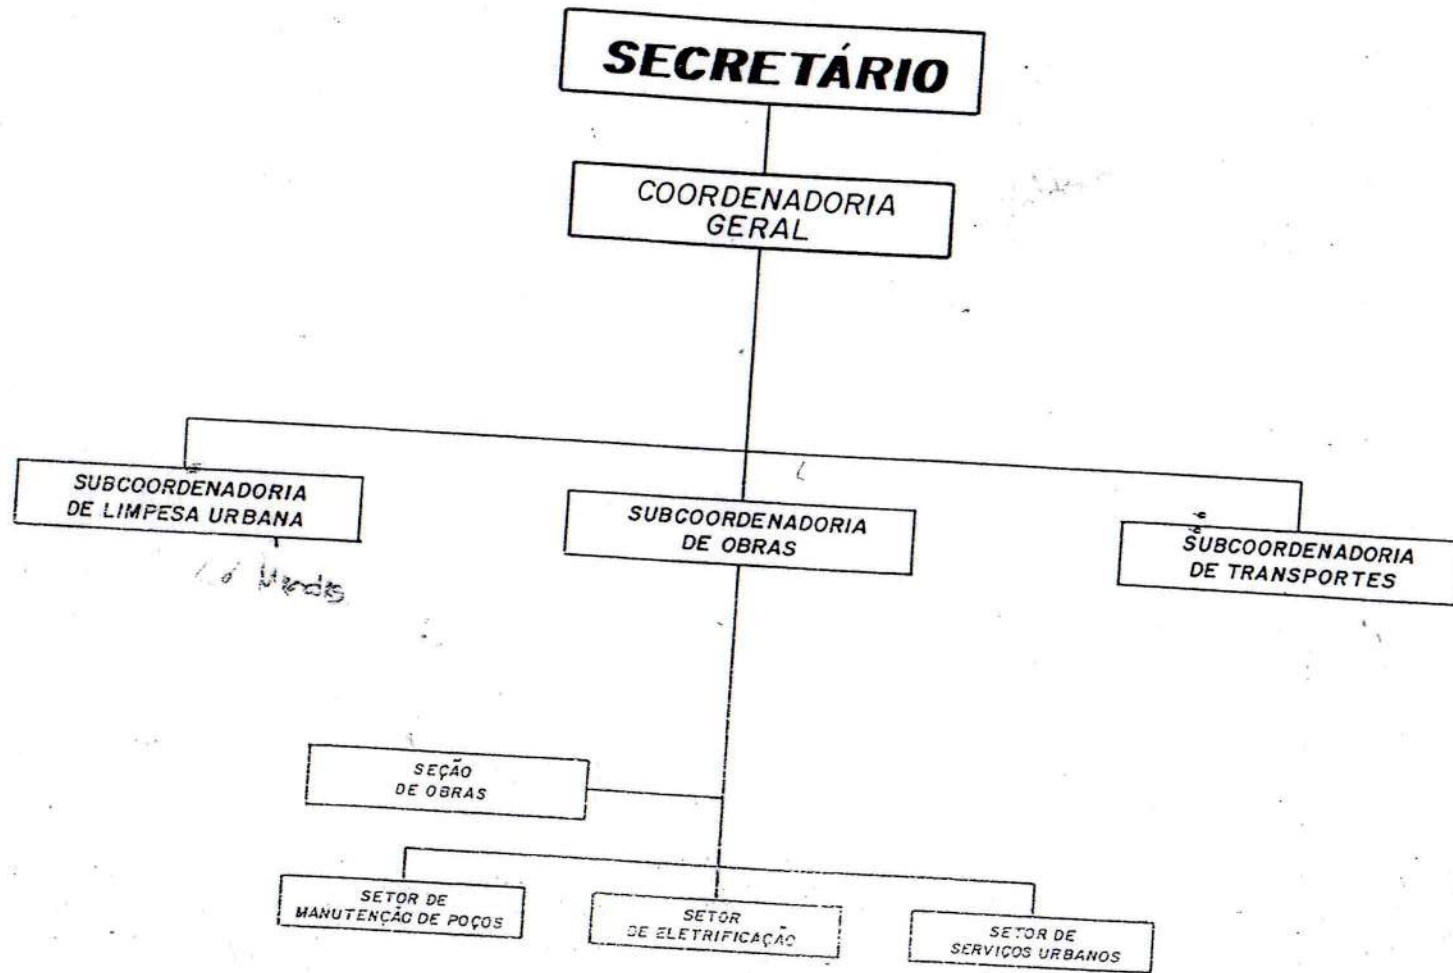 SECRETÁRIO
COORDENADORIA
GERAL
SUBCOORDENADORIA
DE LIMPESA URBANA
SUBCOORDENADORIA
DE OBRAS
SUBCOORDENADORIA
DE TRANSPORTES
SEÇÃO
DE OBRAS
SETOR DE
MANUTENÇÃO DE POÇOS
SETOR
DE ELETRIFICAÇÃO
SETOR DE
SERVIÇOS URBANOS